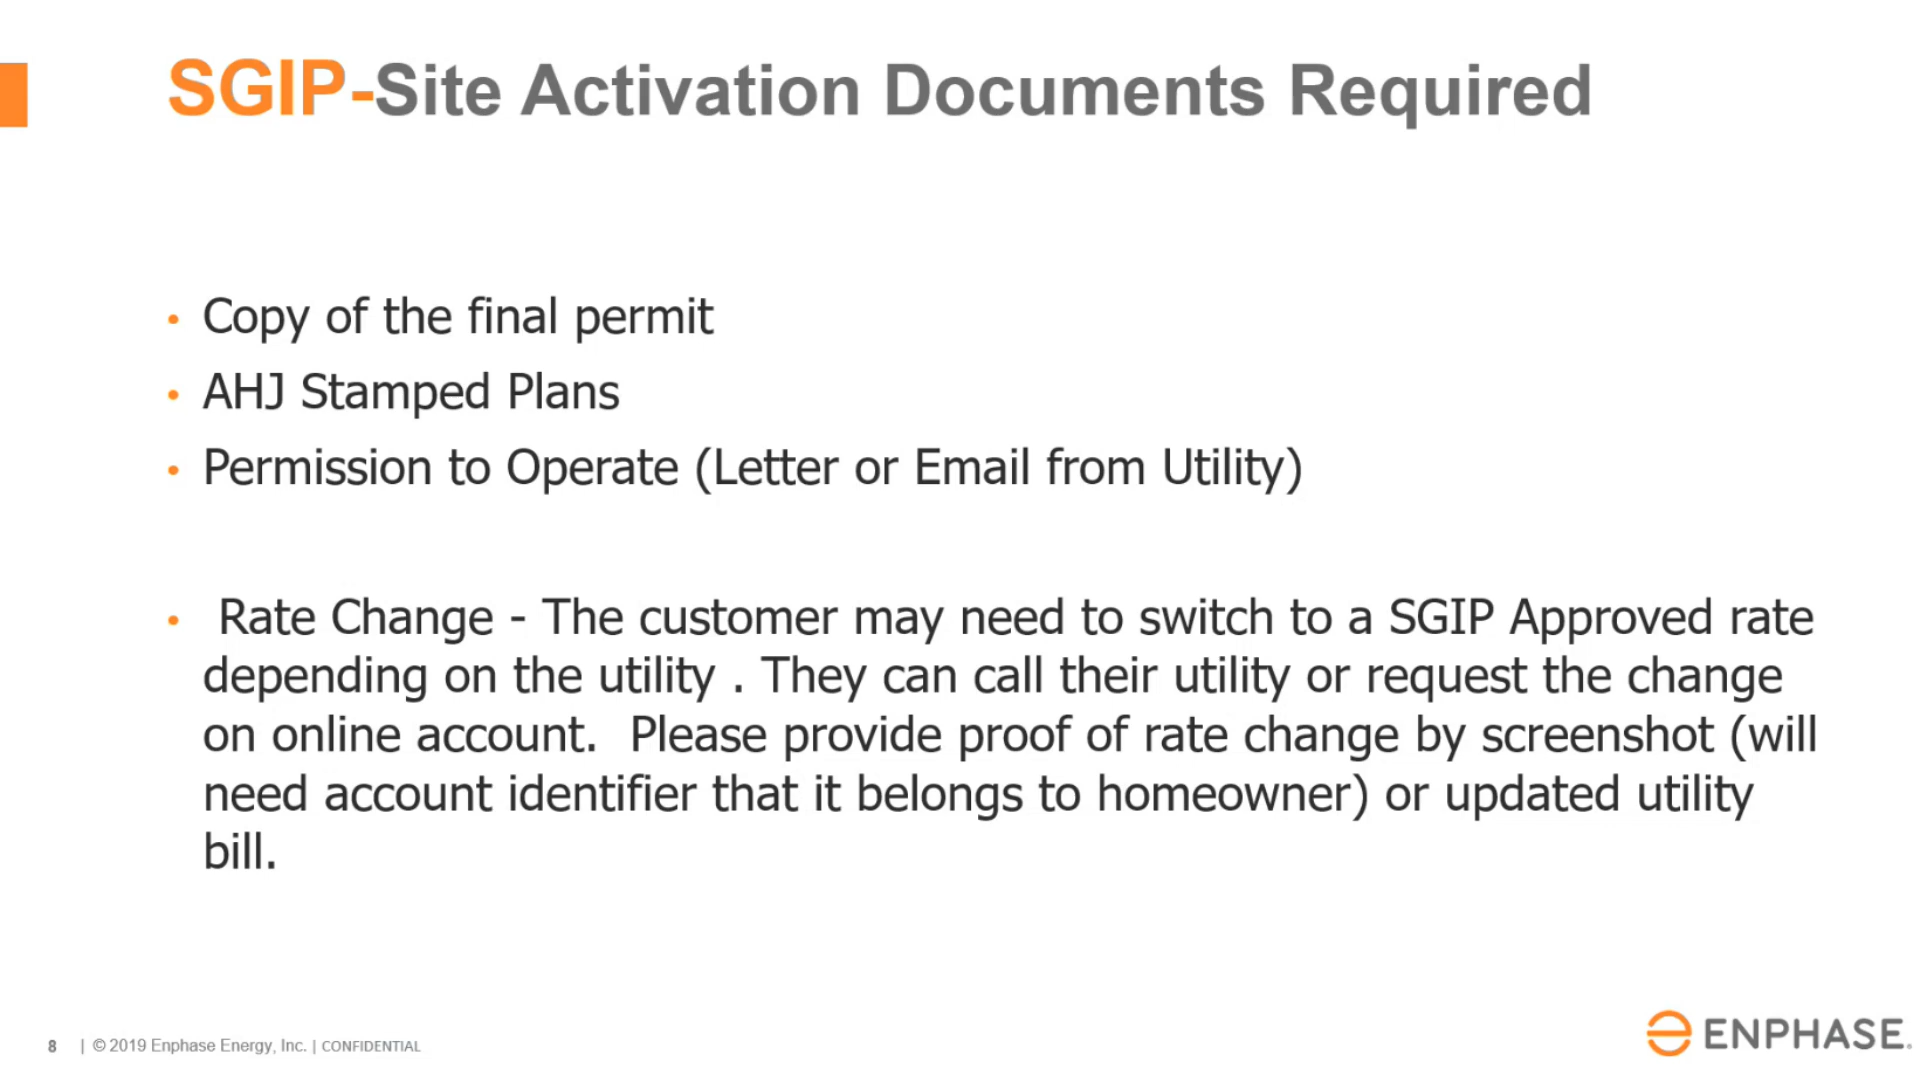 SGIP-Site Activation Documents Required
• Copy of the final permit
• AHJ Stamped Plans
• Permission to Operate (Letter or Email from Utility)
• Rate Change - The customer may need to switch to a SGIP Approved rate
depending on the utility . They can call their utility or request the change
on online account.  Please provide proof of rate change by screenshot (will
need account identifier that it belongs to homeowner) or updated utility
bill.
8 | © 2019 Enphase Energy, Inc. | CONFIDENTIAL
ENPHASE.